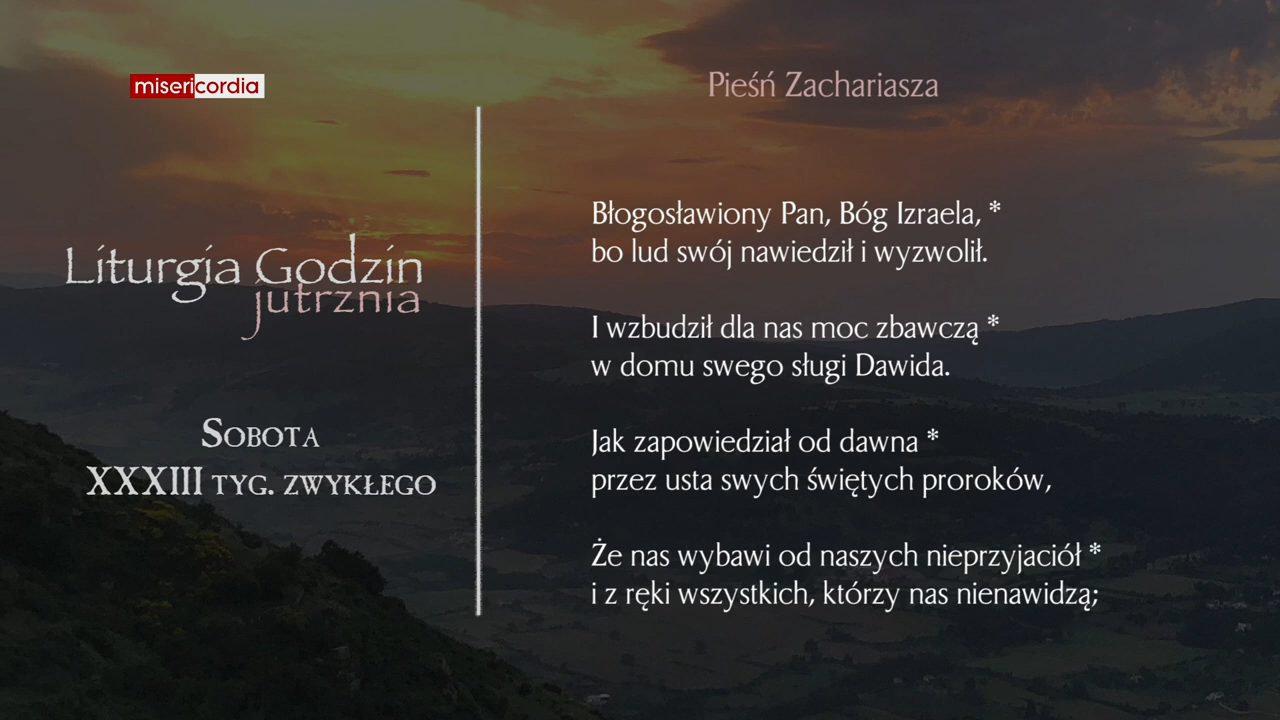 misericordia
Liturgia Godzin
jutrznia
Sobota
XXXIII tyg. zwykłego
Pieśń Zachariasza
Błogosławiony Pan, Bóg Izraela, *
bo lud swój nawiedził i wyzwolił.
I wzbudził dla nas moc zbawczą *
w domu swego sługi Dawida.
Jak zapowiedział od dawna *
przez usta swych świętych proroków,
Że nas wybawi od naszych nieprzyjaciół *
i z ręki wszystkich, którzy nas nienawidzą;